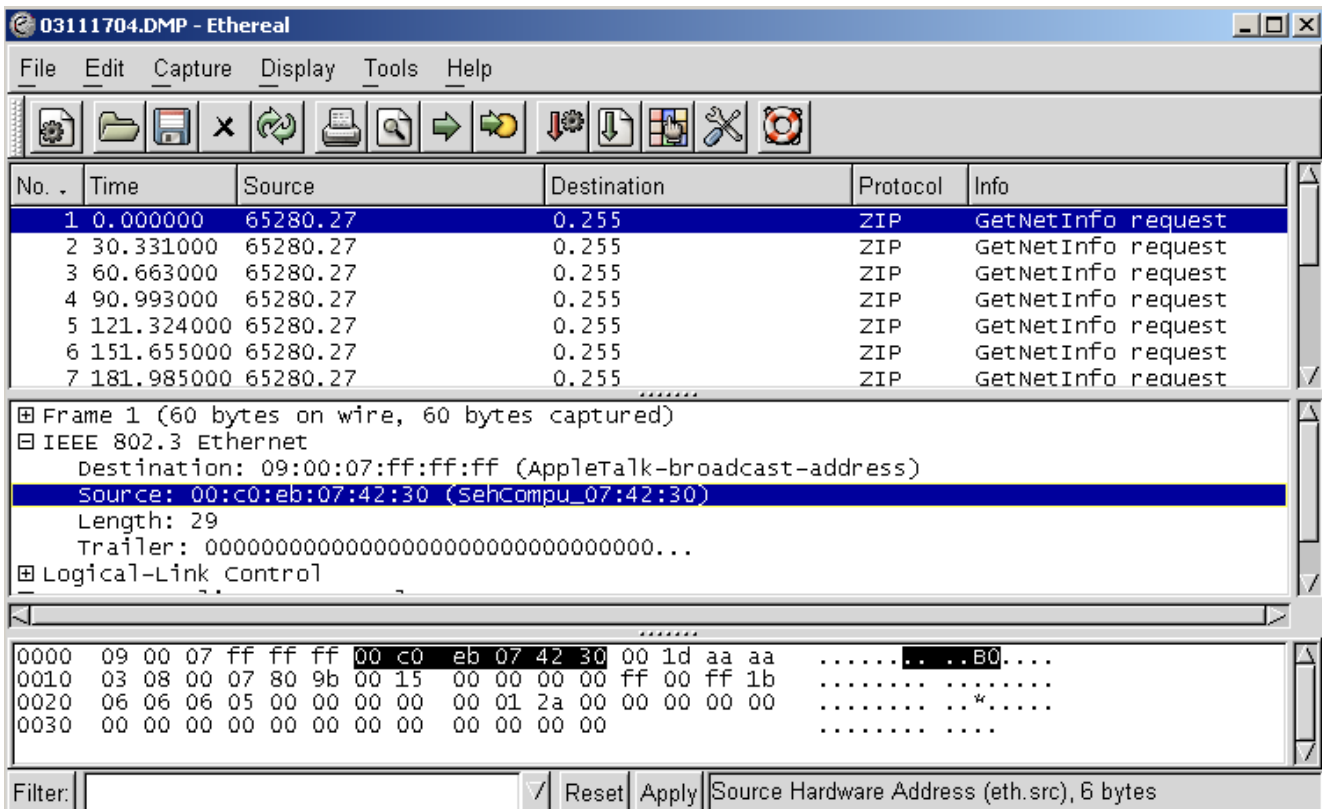 03111704.DMP - Ethereal
File Edit Capture Display Tools Help
No. . Time Source Destination Protocol Info
1 0.000000 65280.27 0.255 ZIP GetNetInfo request
2 30.331000 65280.27 0.255 ZIP GetNetInfo request
3 60.663000 65280.27 0.255 ZIP GetNetInfo request
4 90.993000 65280.27 0.255 ZIP GetNetInfo request
5 121.324000 65280.27 0.255 ZIP GetNetInfo request
6 151.655000 65280.27 0.255 ZIP GetNetInfo request
7 181.985000 65280.27 0.255 ZIP GetNetInfo request
Frame 1 (60 bytes on wire, 60 bytes captured)
IEEE 802.3 Ethernet
Destination: 09:00:07:ff:ff:ff (AppleTalk-broadcast-address)
Source: 00:c0:eb:07:42:30 (SehCompu_07:42:30)
Length: 29
Trailer: 00000000000000000000000000000000...
Logical-Link Control
0000 09 00 07 ff ff ff 00 c0 eb 07 42 30 00 1d aa aa ........ ..B0....
0010 03 08 00 07 80 9b 00 15 00 00 00 00 ff 00 ff 1b ........ ........
0020 06 06 06 05 00 00 00 00 00 01 2a 00 00 00 00 00 ........ ..*.....
0030 00 00 00 00 00 00 00 00 00 00 00 00 ........ ....
Filter: Reset Apply Source Hardware Address (eth.src), 6 bytes